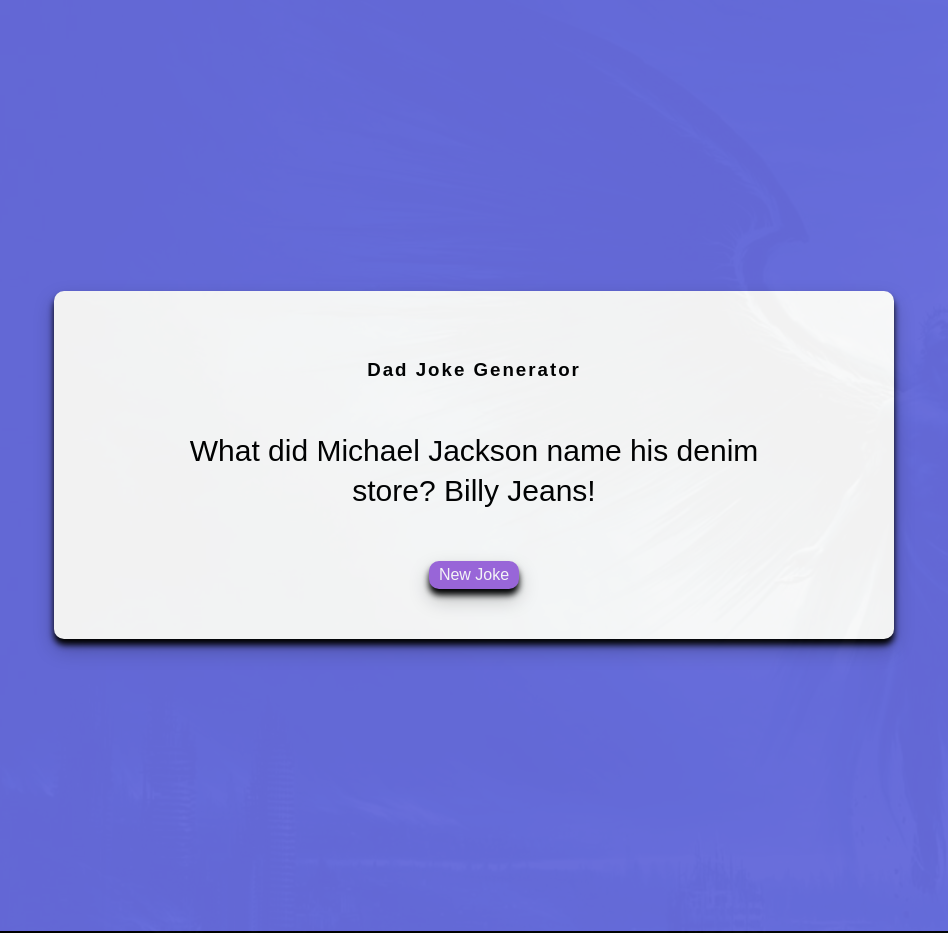 Dad Joke Generator
What did Michael Jackson name his denim
store? Billy Jeans!
New Joke